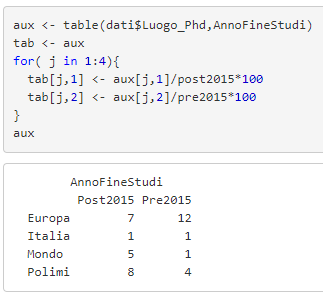 aux <- table(dati$Luogo_Phd,AnnoFineStudi)
tab <- aux
for( j in 1:4){
  tab[j,1] <- aux[j,1]/post2015*100
  tab[j,2] <- aux[j,2]/pre2015*100
}
aux
        AnnoFineStudi
         Post2015 Pre2015
  Europa        7      12
  Italia        1       1
  Mondo         5       1
  Polimi        8       4